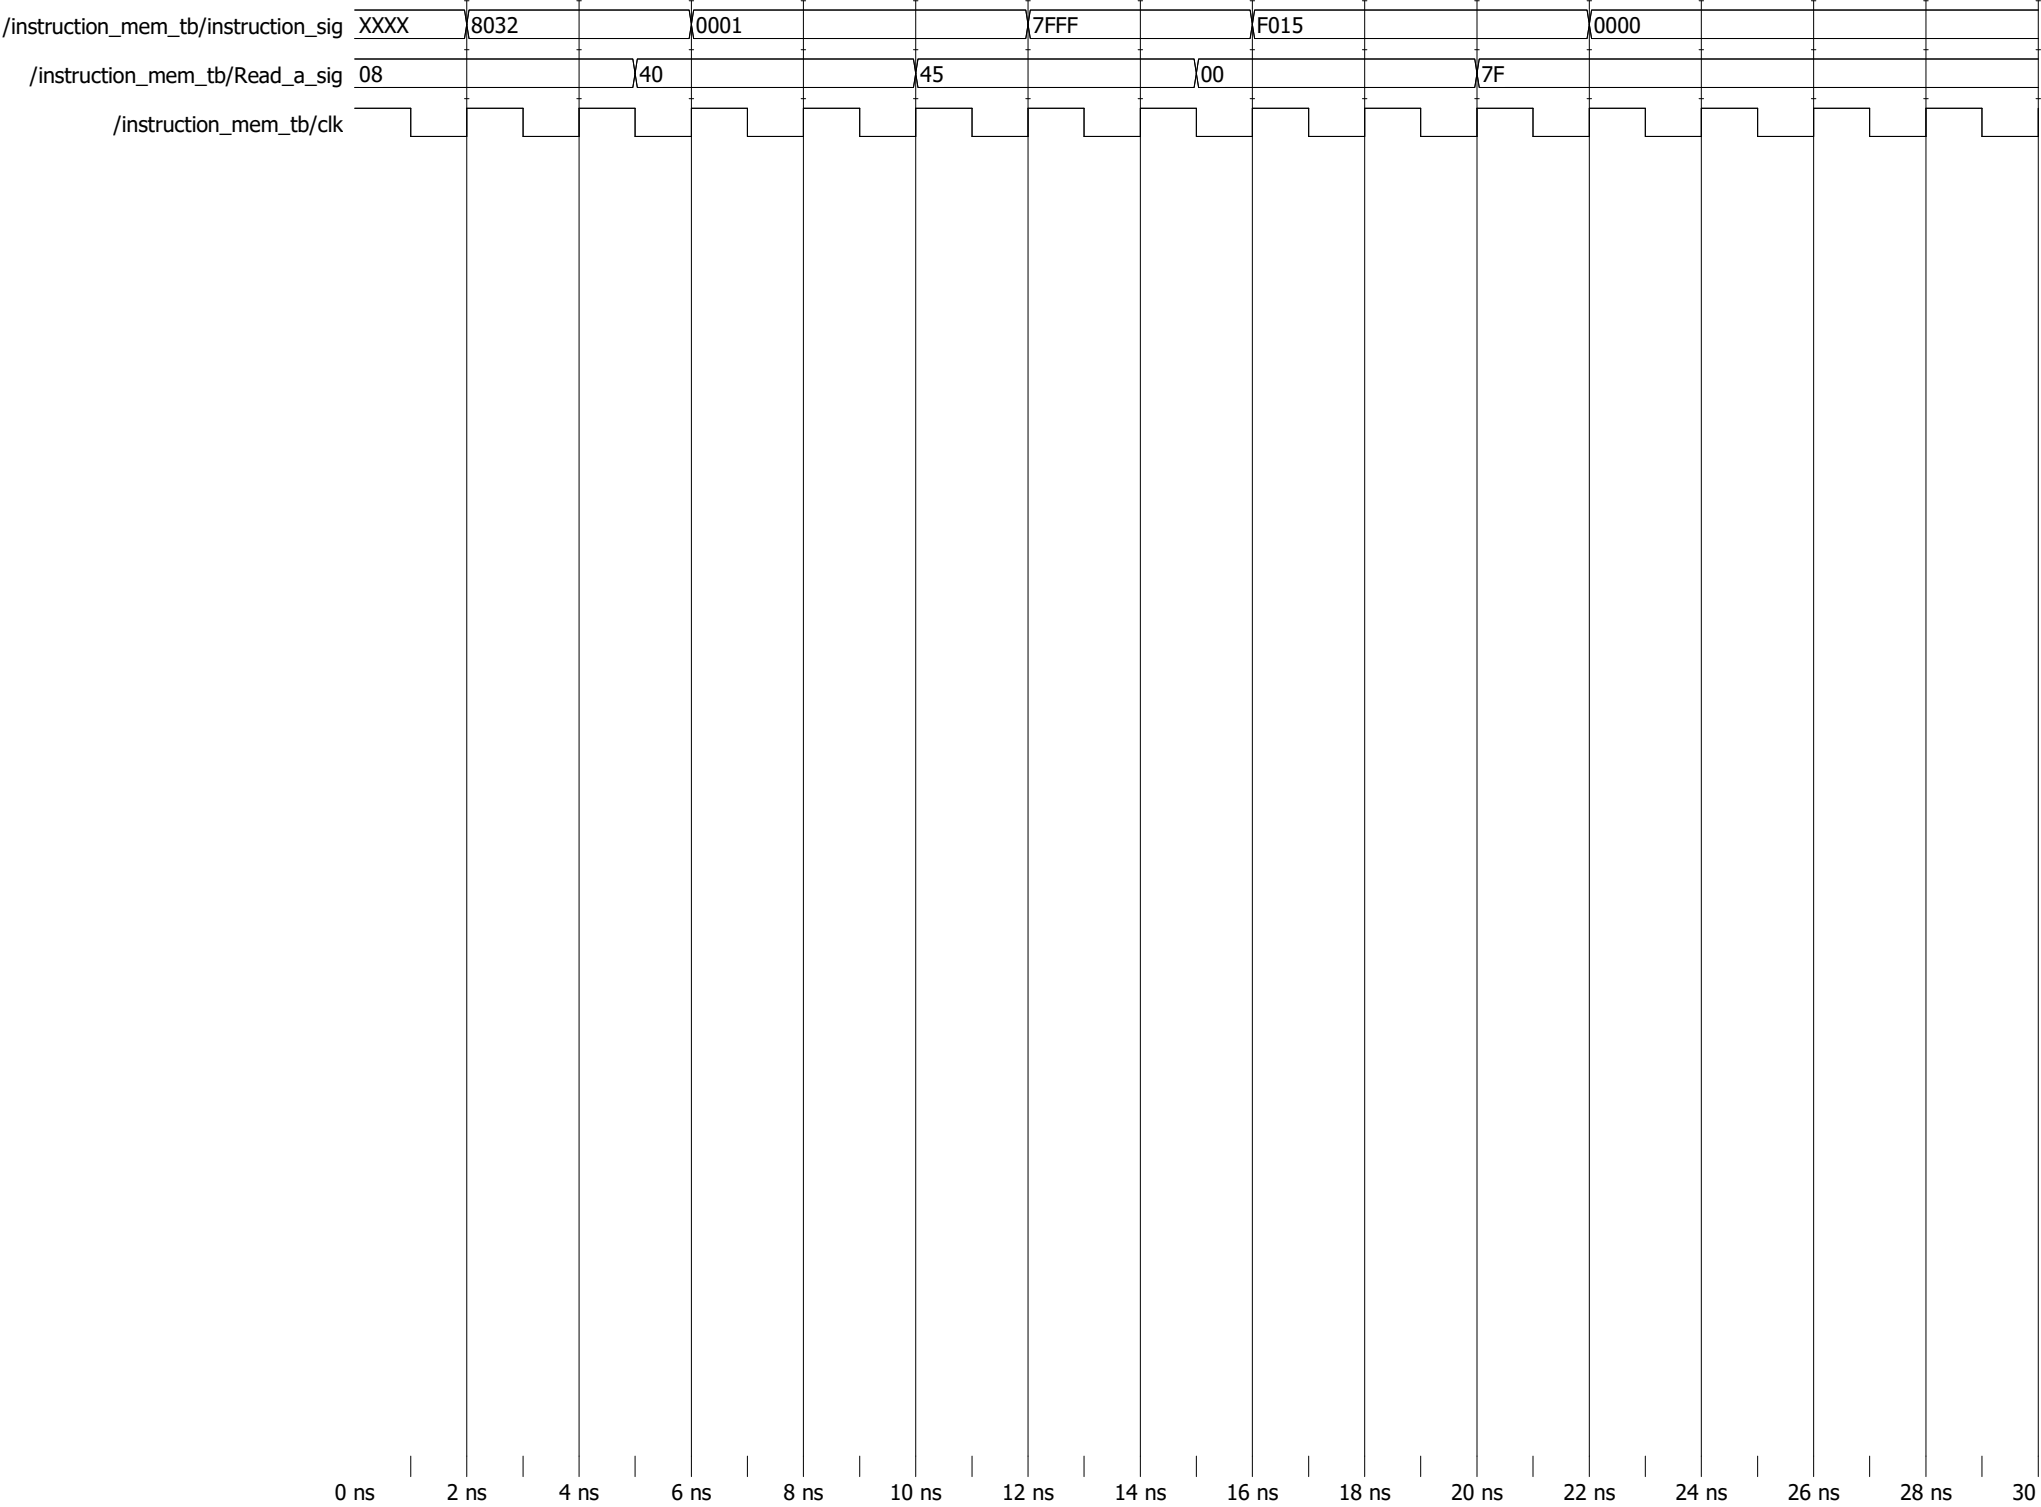 /instruction_mem_tb/instruction_sig XXXX 8032 0001 7FFF F015 0000
/instruction_mem_tb/Read_a_sig 08 40 45 00 7F
/instruction_mem_tb/clk
0 ns 2 ns 4 ns 6 ns 8 ns 10 ns 12 ns 14 ns 16 ns 18 ns 20 ns 22 ns 24 ns 26 ns 28 ns 30